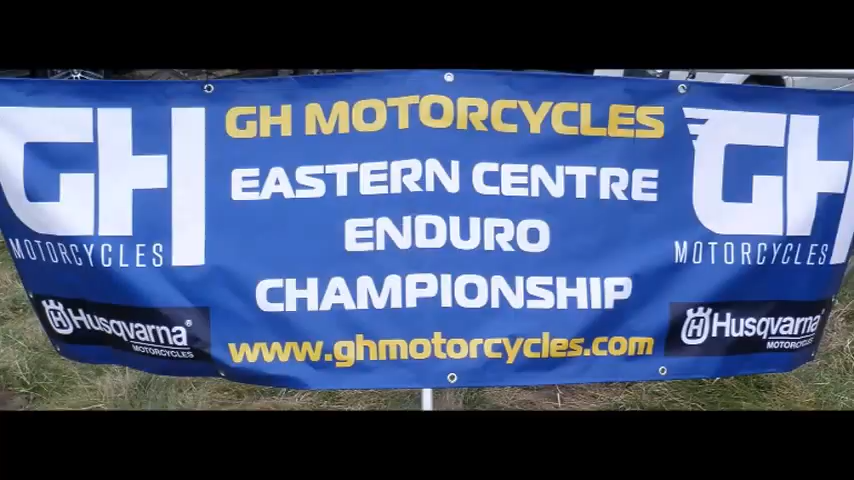 GH MOTORCYCLES
EASTERN CENTRE
ENDURO
CHAMPIONSHIP
www.ghmotorcycles.com
GH
MOTORCYCLES
Husqvarna®
MOTORCYCLES
GH
MOTORCYCLES
Husqvarna®
MOTORCYCLES